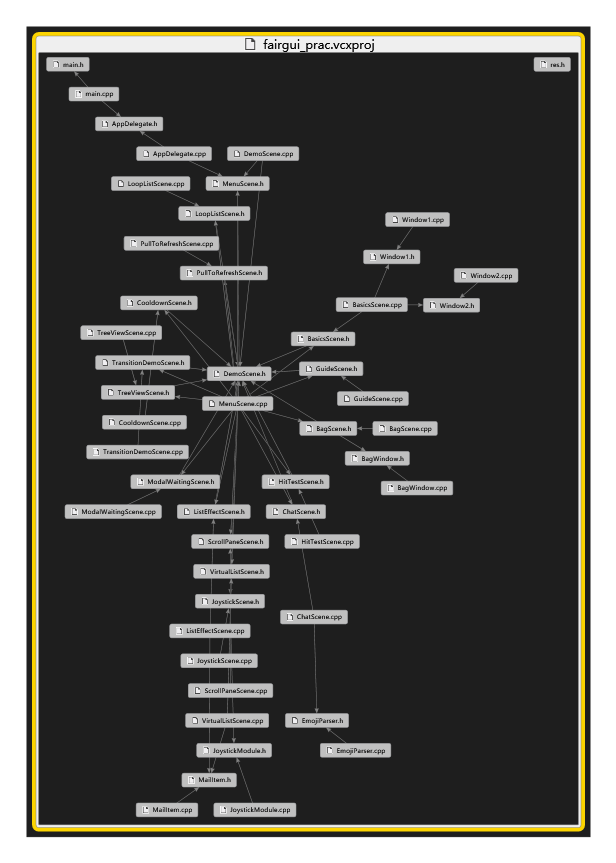 fairgui_prac.vcxproj
main.h
res.h
main.cpp
AppDelegate.h
AppDelegate.cpp
DemoScene.cpp
LoopListScene.cpp
MenuScene.h
LoopListScene.h
Window1.cpp
PullToRefreshScene.cpp
Window1.h
PullToRefreshScene.h
Window2.cpp
CooldownScene.h
BasicsScene.cpp
Window2.h
TreeViewScene.cpp
BasicsScene.h
TransitionDemoScene.h
DemoScene.h
GuideScene.h
TreeViewScene.h
GuideScene.cpp
MenuScene.cpp
CooldownScene.cpp
BagScene.h
BagScene.cpp
TransitionDemoScene.cpp
BagWindow.h
ModalWaitingScene.h
HitTestScene.h
BagWindow.cpp
ModalWaitingScene.cpp
ListEffectScene.h
ChatScene.h
ScrollPaneScene.h
HitTestScene.cpp
VirtualListScene.h
JoystickScene.h
ChatScene.cpp
ListEffectScene.cpp
JoystickScene.cpp
ScrollPaneScene.cpp
VirtualListScene.cpp
EmojiParser.h
JoystickModule.h
EmojiParser.cpp
MailItem.h
MailItem.cpp
JoystickModule.cpp